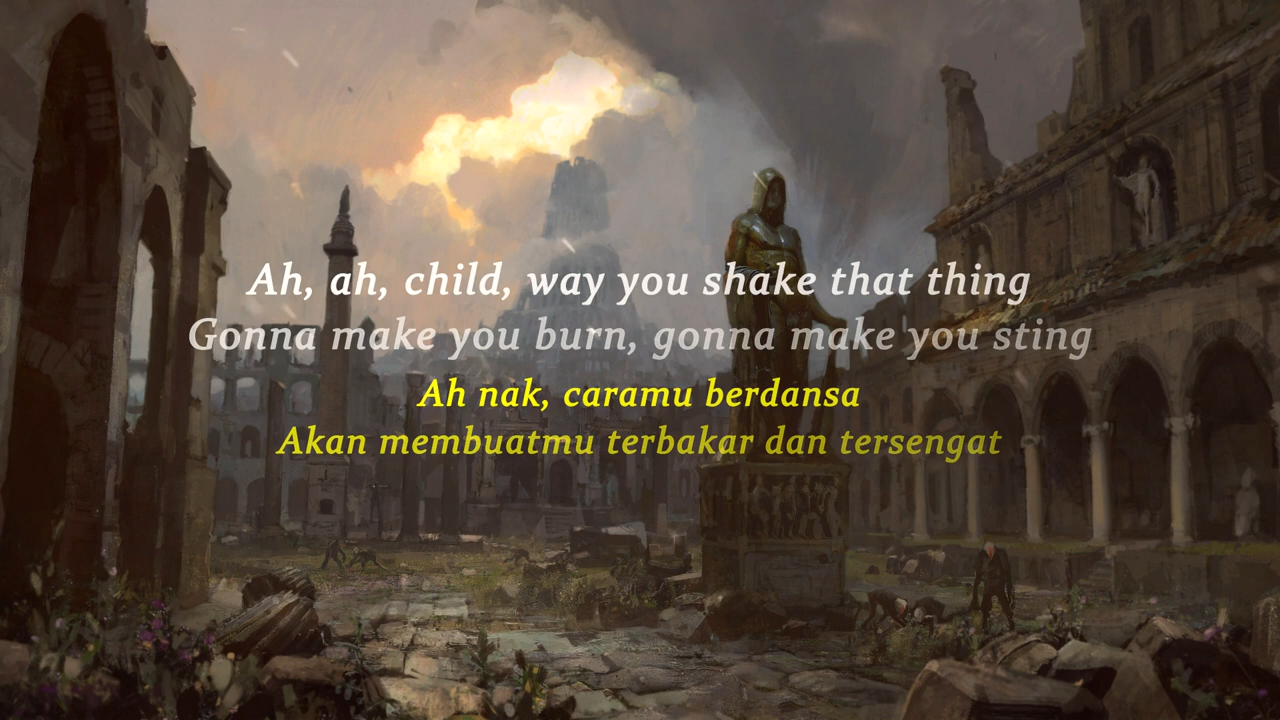 Ah, ah, child, way you shake that thing
Gonna make you burn, gonna make you sting
Ah nak, caramu berdansa
Akan membuatmu terbakar dan tersengat